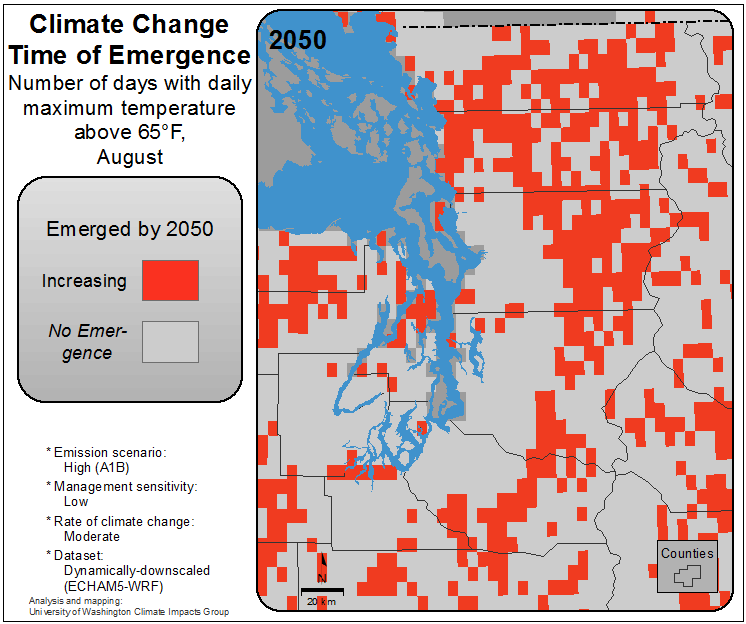 Climate Change
Time of Emergence
Number of days with daily
maximum temperature
above 65°F,
August
Emerged by 2050
Increasing
No Emer-
gence
* Emission scenario:
High (A1B)
* Management sensitivity:
Low
* Rate of climate change:
Moderate
* Dataset:
Dynamically-downscaled
(ECHAM5-WRF)
Analysis and mapping:
University of Washington Climate Impacts Group
2050
Counties
N
20 km